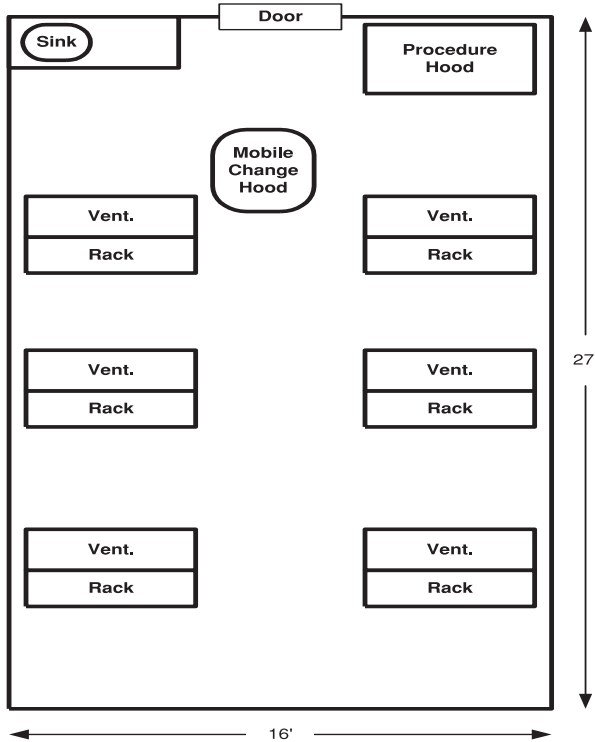 Door
Sink
Procedure
Hood
Mobile
Change
Hood
Vent.
Rack
Vent.
Rack
Vent.
Rack
Vent.
Rack
Vent.
Rack
Vent.
Rack
27
16'